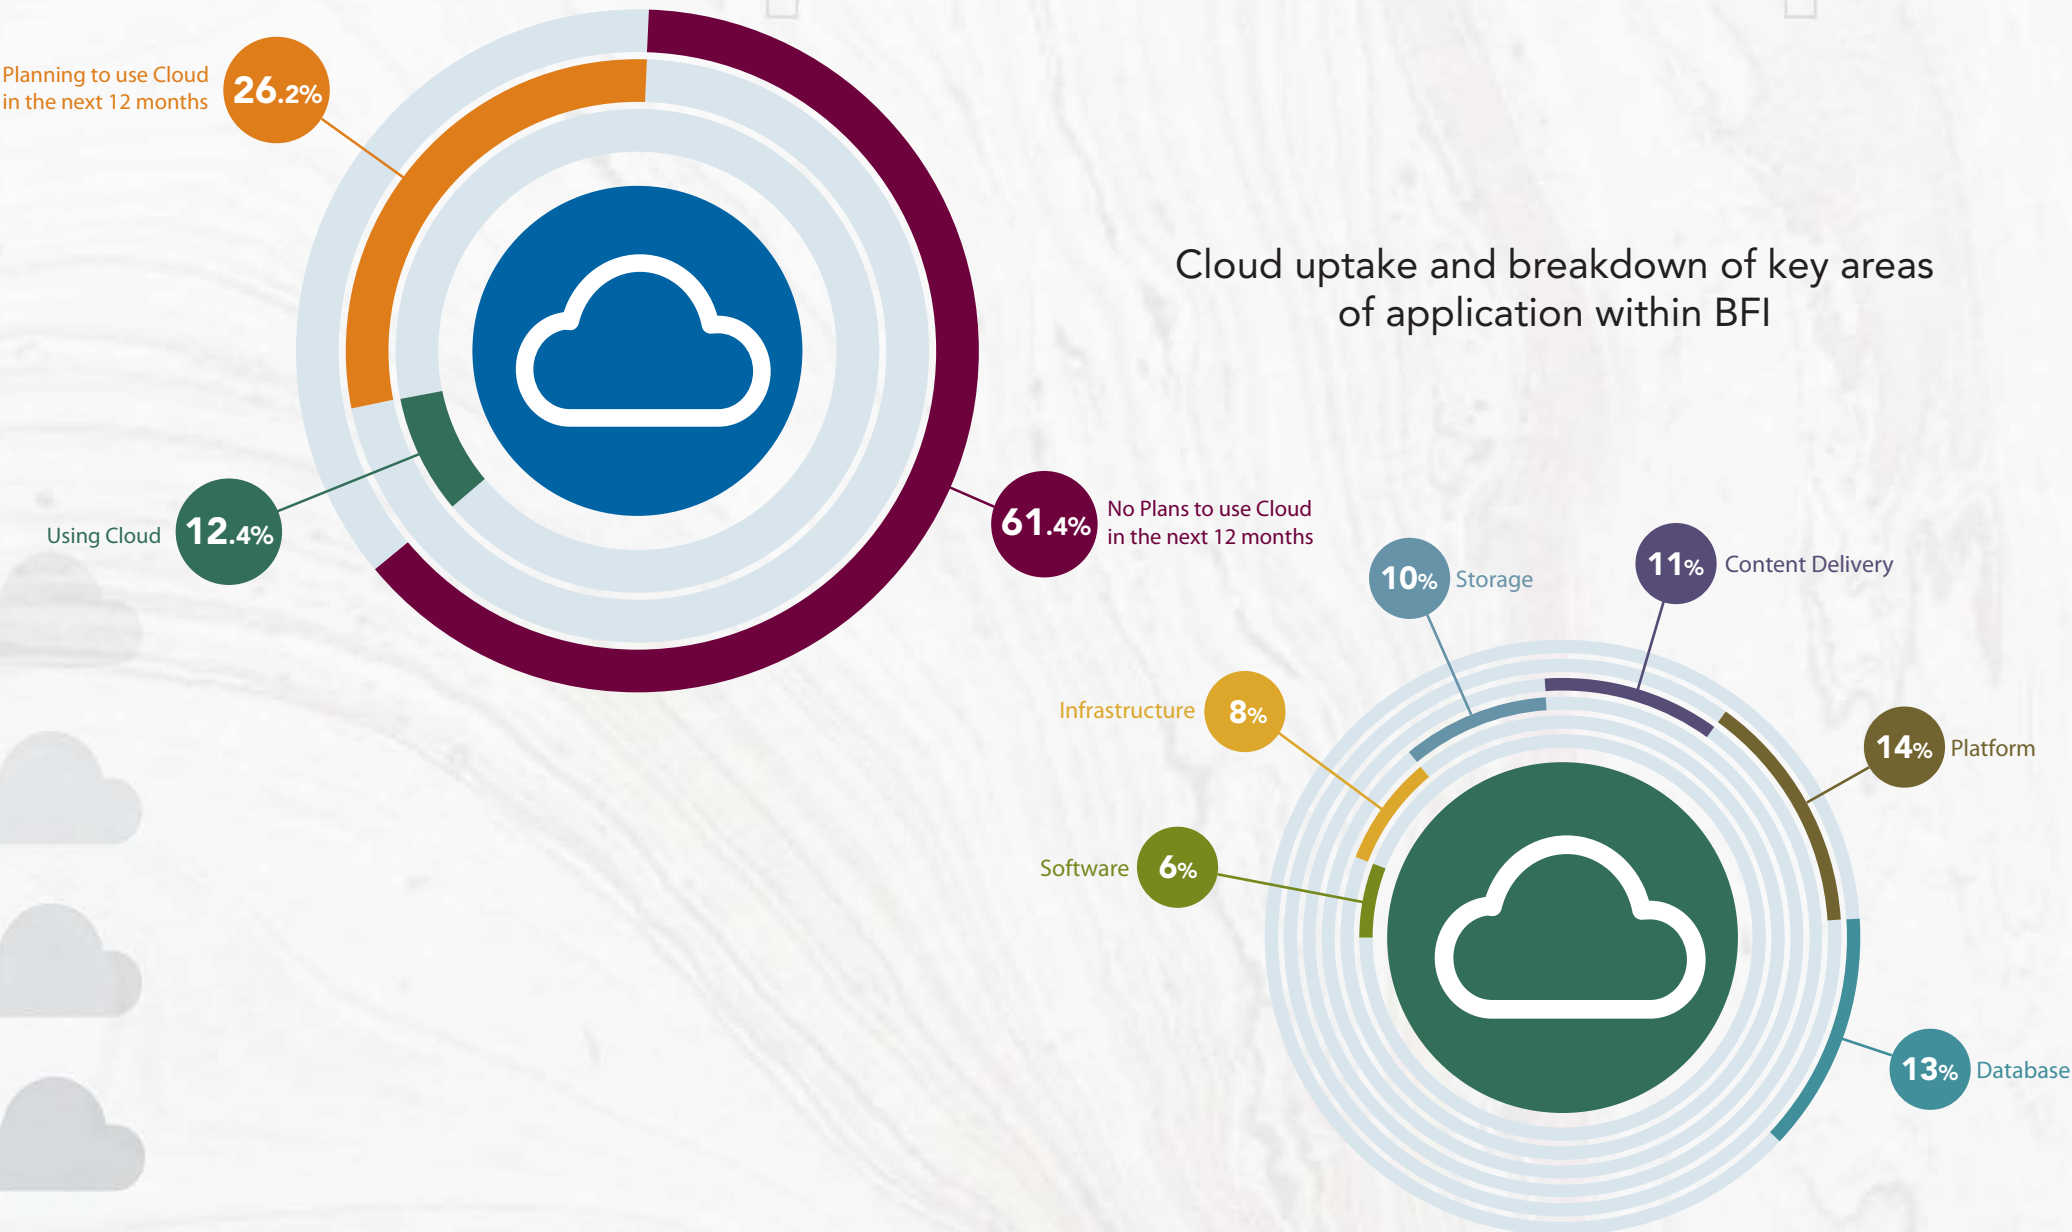 Planning to use Cloud
in the next 12 months
26.2%
Cloud uptake and breakdown of key areas
of application within BFI
Using Cloud
12.4%
61.4%
No Plans to use Cloud
in the next 12 months
10%
Storage
11%
Content Delivery
Infrastructure
8%
14%
Platform
Software
6%
13%
Database